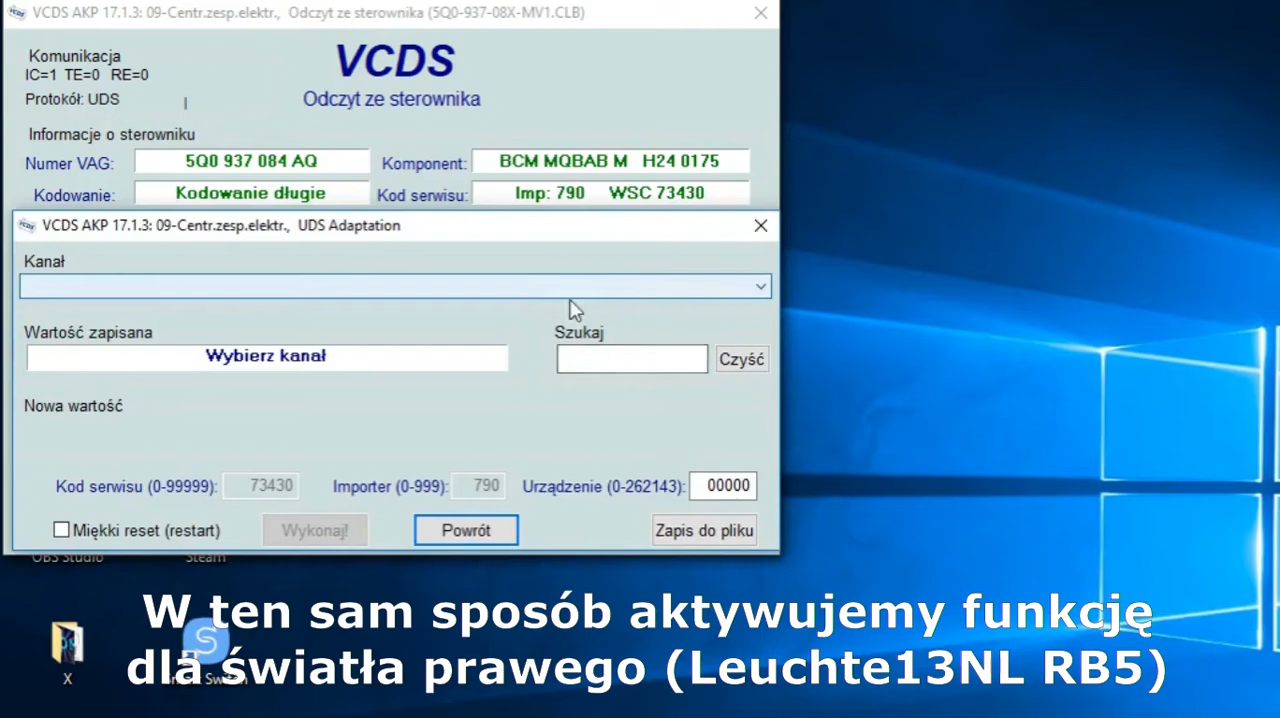 VCDS AKP 17.1.3: 09-Centr.zesp.elektr., Odczyt ze sterownika (5Q0-937-08X-MV1.CLB)
Komunikacja
IC=1 TE=0 RE=0
Protokół: UDS
VCDS
Odczyt ze sterownika
Informacje o sterowniku
Numer VAG: 5Q0 937 084 AQ Komponent: BCM MQBAB M H24 0175
Kodowanie: Kodowanie długie Kod serwisu: Imp: 790 WSC 73430
VCDS AKP 17.1.3: 09-Centr.zesp.elektr., UDS Adaptation
Kanał
Wartość zapisana Szukaj
Wybierz kanał Czyść
Nowa wartość
Kod serwisu (0-99999): 73430 Importer (0-999): 790 Urządzenie (0-262143): 00000
Miękki reset (restart) Wykonaj! Powrót Zapis do pliku
OBS Studio Steam
W ten sam sposób aktywujemy funkcję
dla światła prawego (Leuchte13NL RB5)
X